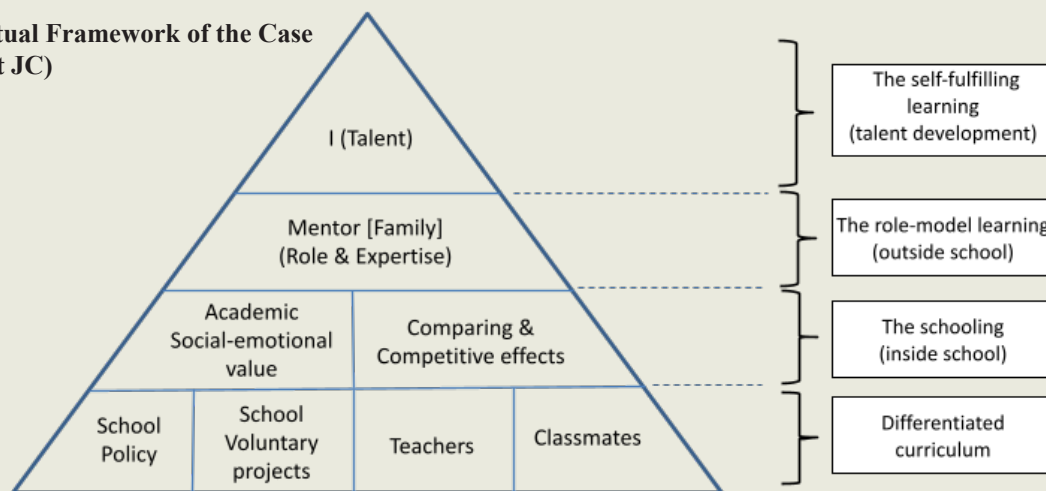 tual Framework of the Case
t JC)
I (Talent)
The self-fulfilling
learning
(talent development)
Mentor [Family]
(Role & Expertise)
The role-model learning
(outside school)
Academic
Social-emotional
value
Comparing &
Competitive effects
The schooling
(inside school)
School
Policy
School
Voluntary
projects
Teachers
Classmates
Differentiated
curriculum